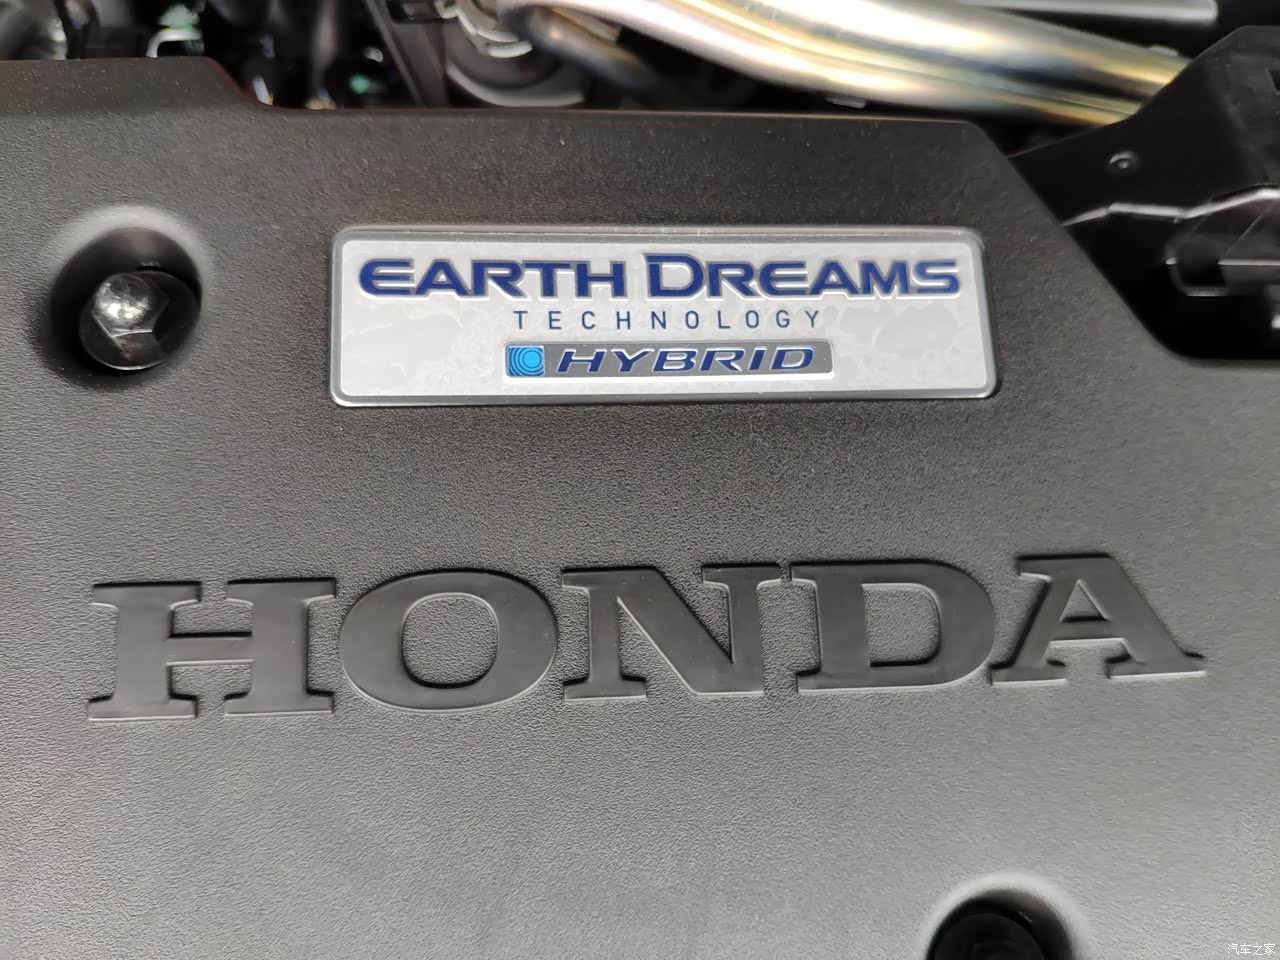 EARTH DREAMS
TECHNOLOGY
HYBRID
HONDA
汽车之家